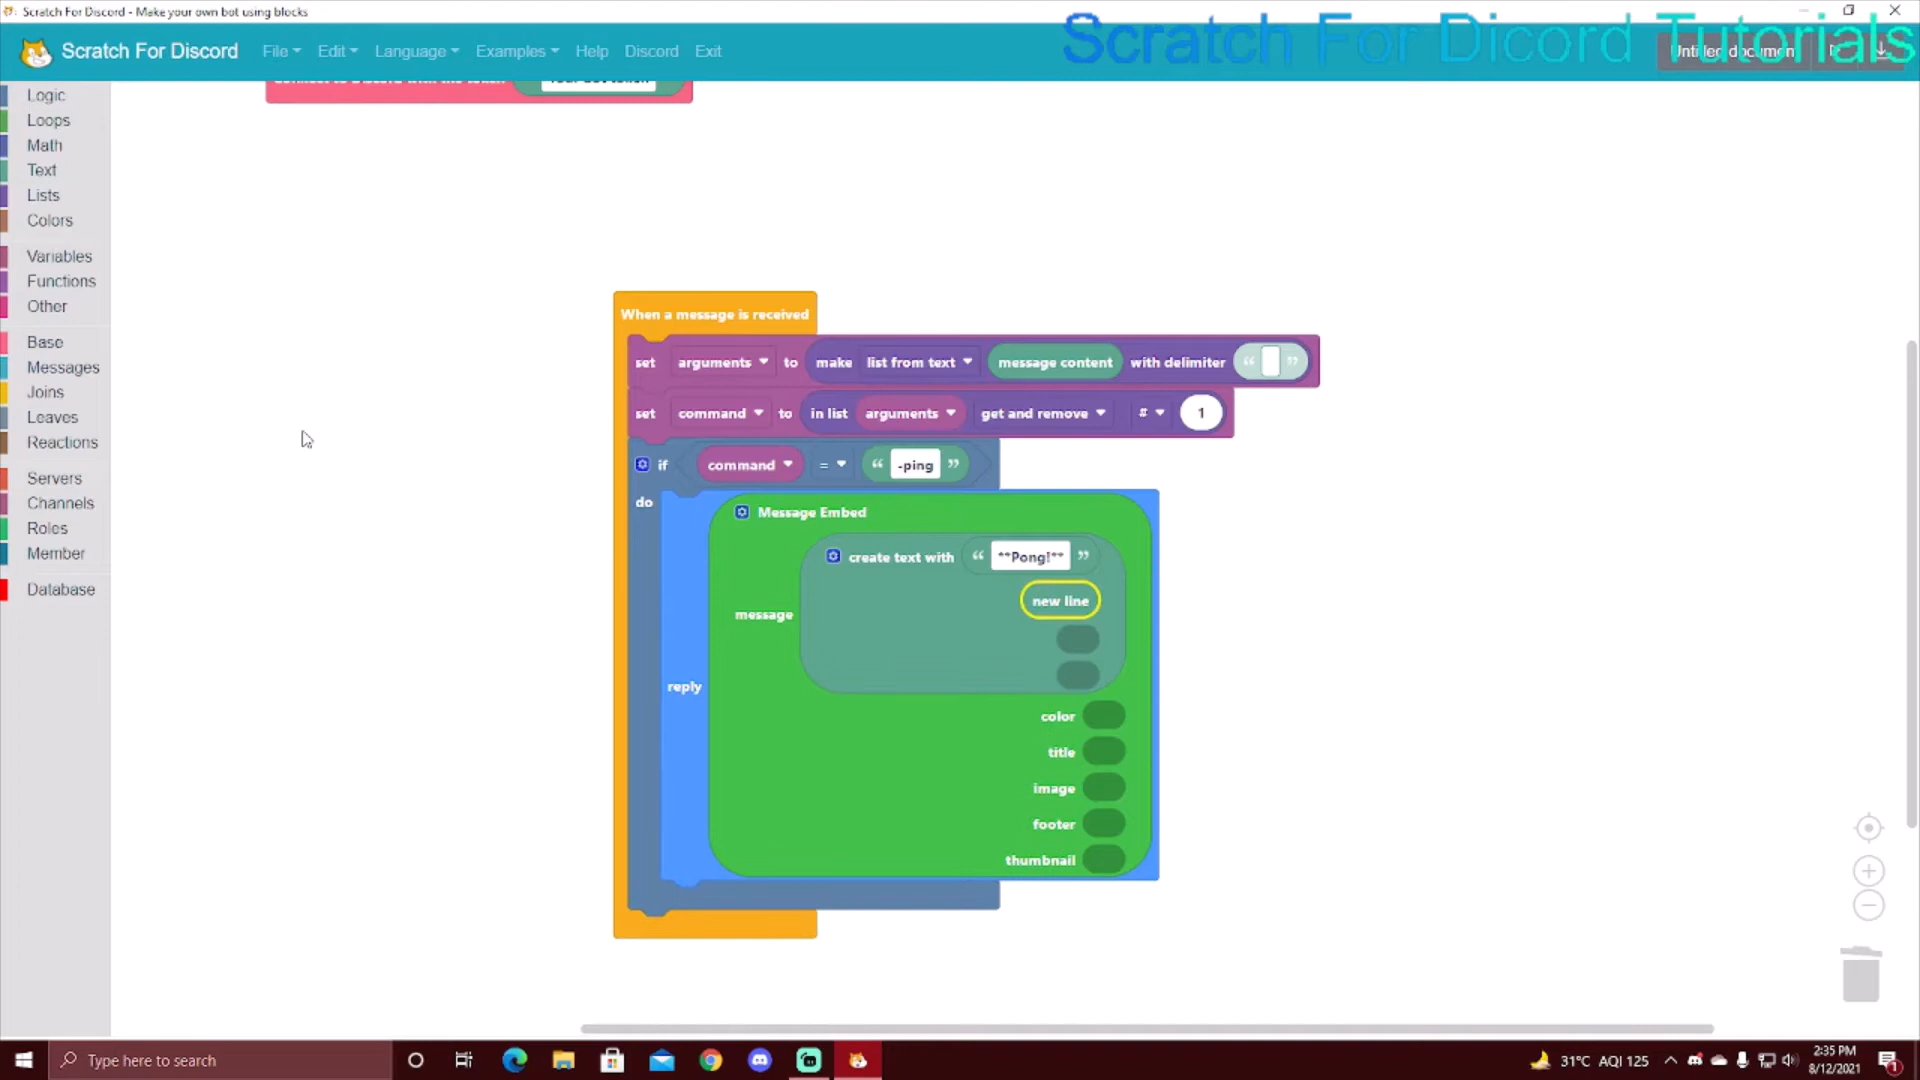 Scratch For Discord - Make your own bot using blocks
Scratch For Discord File Edit Language Examples Help Discord Exit
Scratch For Dicord Tutorials
Untitled document
Logic
Loops
Math
Text
Lists
Colors
Variables
Functions
Other
Base
Messages
Joins
Leaves
Reactions
Servers
Channels
Roles
Member
Database
When a message is received
set arguments to make list from text message content with delimiter “ ”
set command to in list arguments get and remove # 1
if command = “ -ping ”
do
Message Embed
create text with “ **Pong!** ”
new line
message
reply
color
title
image
footer
thumbnail
Type here to search
31°C AQI 125
2:35 PM
8/12/2021
1